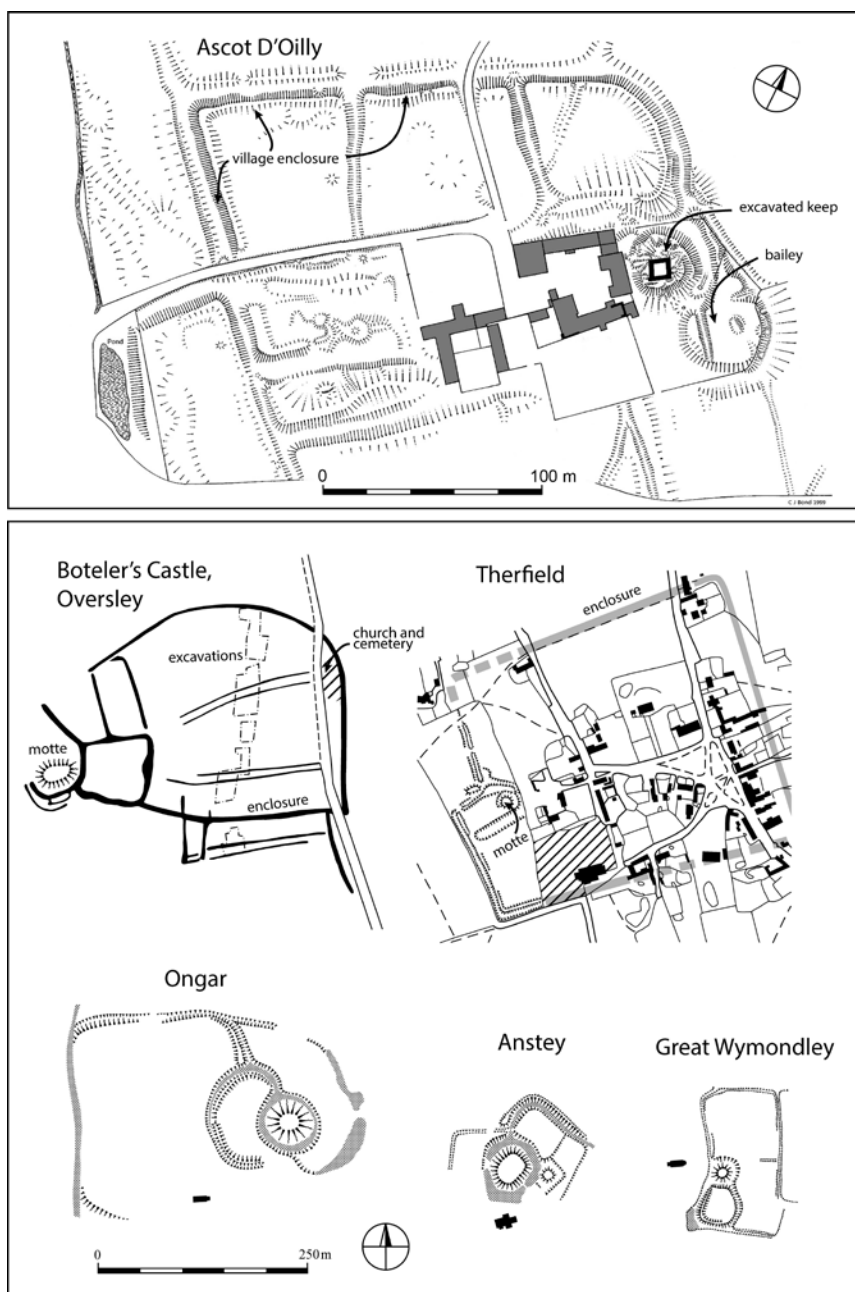 Ascot D'Oilly
village enclosure
excavated keep
bailey
Pond
0
100 m
C J Bond 1999
Boteler's Castle,
Oversley
Therfield
enclosure
church and
cemetery
excavations
motte
enclosure
motte
Ongar
Anstey
Great Wymondley
0
250m